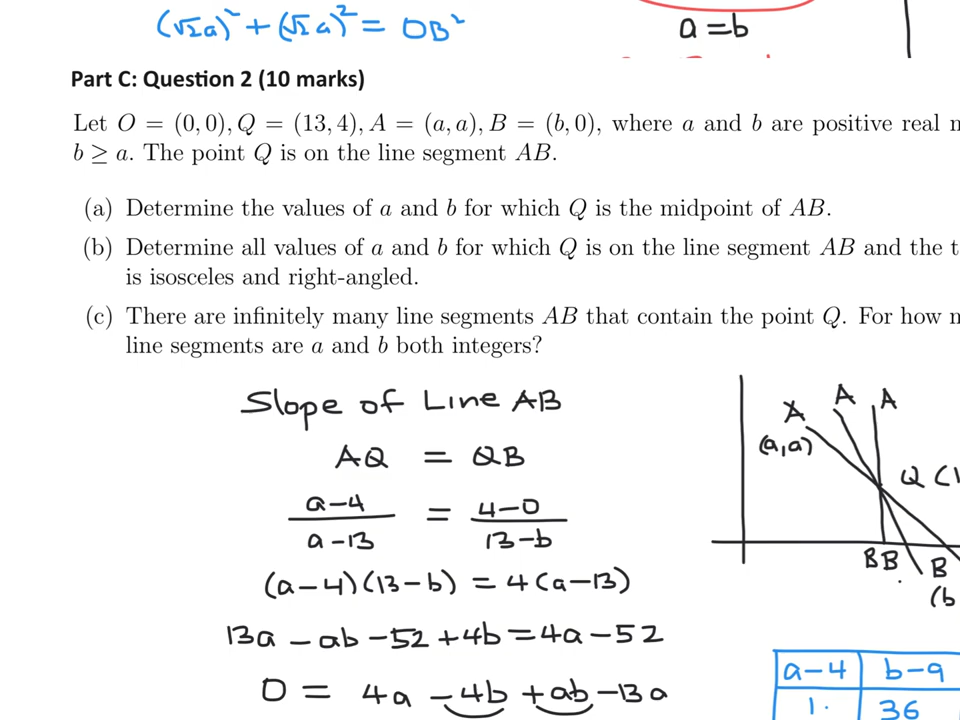 (√2a)² + (√2a)² = OB²
a = b
Part C: Question 2 (10 marks)
Let O = (0, 0), Q = (13, 4), A = (a, a), B = (b, 0), where a and b are positive real
b ≥ a. The point Q is on the line segment AB.
(a) Determine the values of a and b for which Q is the midpoint of AB.
(b) Determine all values of a and b for which Q is on the line segment AB and the
is isosceles and right-angled.
(c) There are infinitely many line segments AB that contain the point Q. For how
line segments are a and b both integers?
Slope of Line AB
AQ = QB
a-4 / a-13 = 4-0 / 13-b
(a-4)(13-b) = 4(a-13)
13a - ab - 52 + 4b = 4a - 52
0 = 4a - 4b + ab - 13a
A A A
(a,a)
Q (1
B B B
(b
a-4 b-9
1. 36